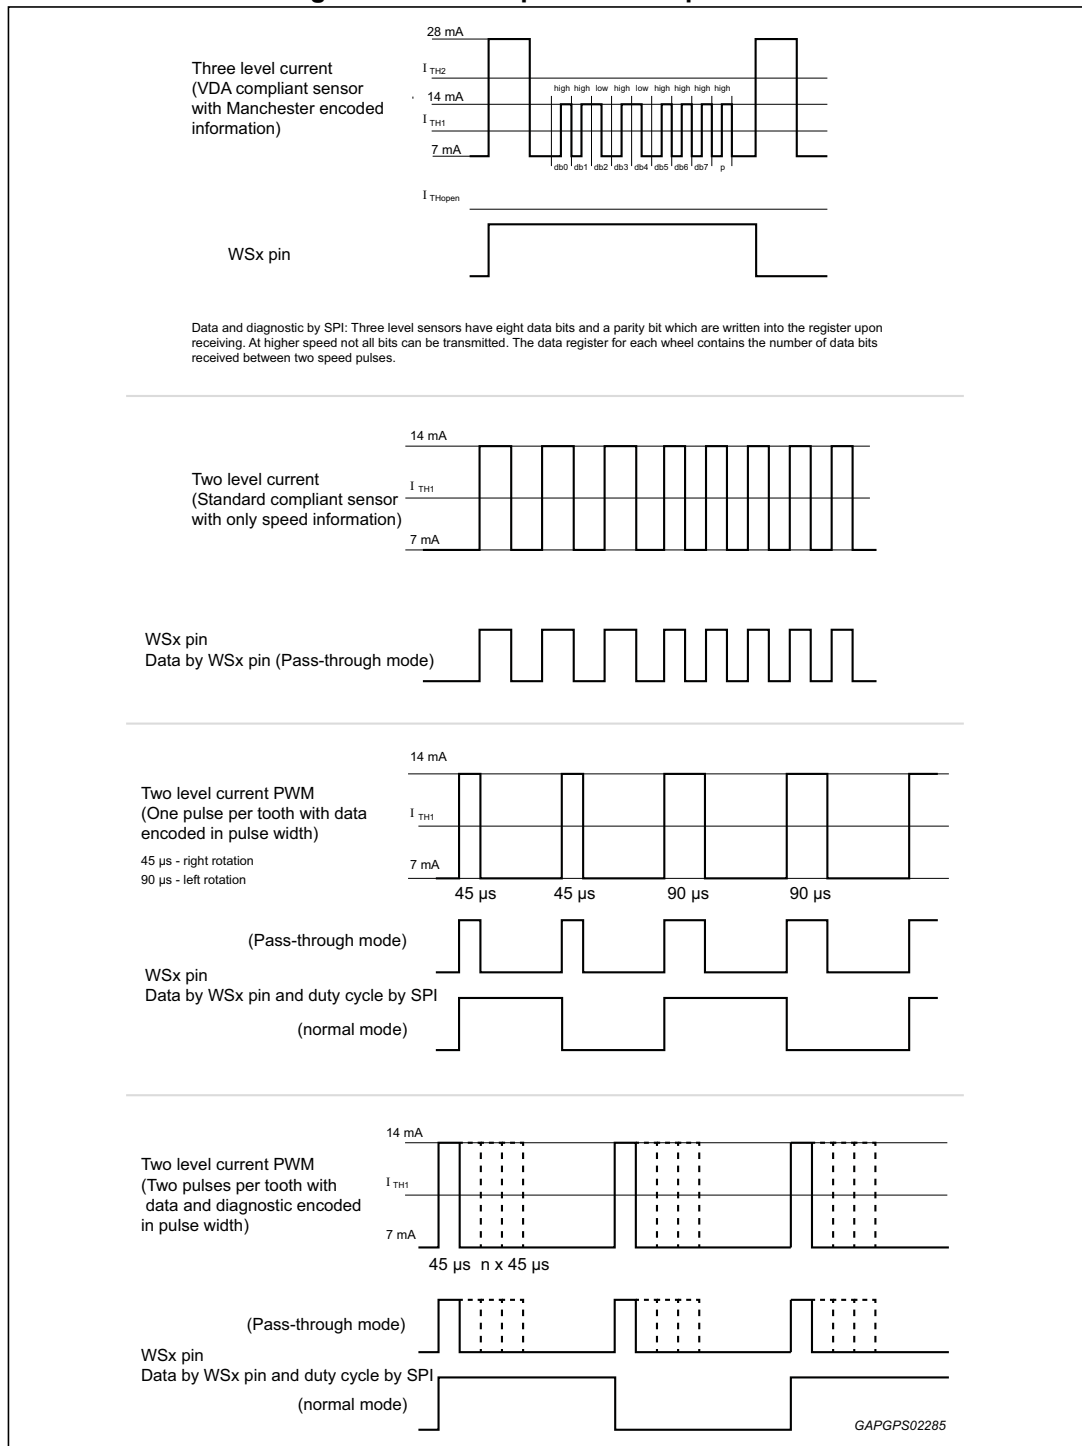 28 mA
Three level current
(VDA compliant sensor
with Manchester encoded
information)
I TH2
high high low high low high high high high
14 mA
I TH1
7 mA
db0 db1 db2 db3 db4 db5 db6 db7 p
I THopen
WSx pin
Data and diagnostic by SPI: Three level sensors have eight data bits and a parity bit which are written into the register upon
receiving. At higher speed not all bits can be transmitted. The data register for each wheel contains the number of data bits
received between two speed pulses.
14 mA
Two level current
(Standard compliant sensor
with only speed information)
I TH1
7 mA
WSx pin
Data by WSx pin (Pass-through mode)
14 mA
Two level current PWM
(One pulse per tooth with data
encoded in pulse width)
I TH1
45 µs - right rotation
90 µs - left rotation
7 mA
45 µs 45 µs 90 µs 90 µs
(Pass-through mode)
WSx pin
Data by WSx pin and duty cycle by SPI
(normal mode)
14 mA
Two level current PWM
(Two pulses per tooth with
data and diagnostic encoded
in pulse width)
I TH1
7 mA
45 µs n x 45 µs
(Pass-through mode)
WSx pin
Data by WSx pin and duty cycle by SPI
(normal mode)
GAPGPS02285